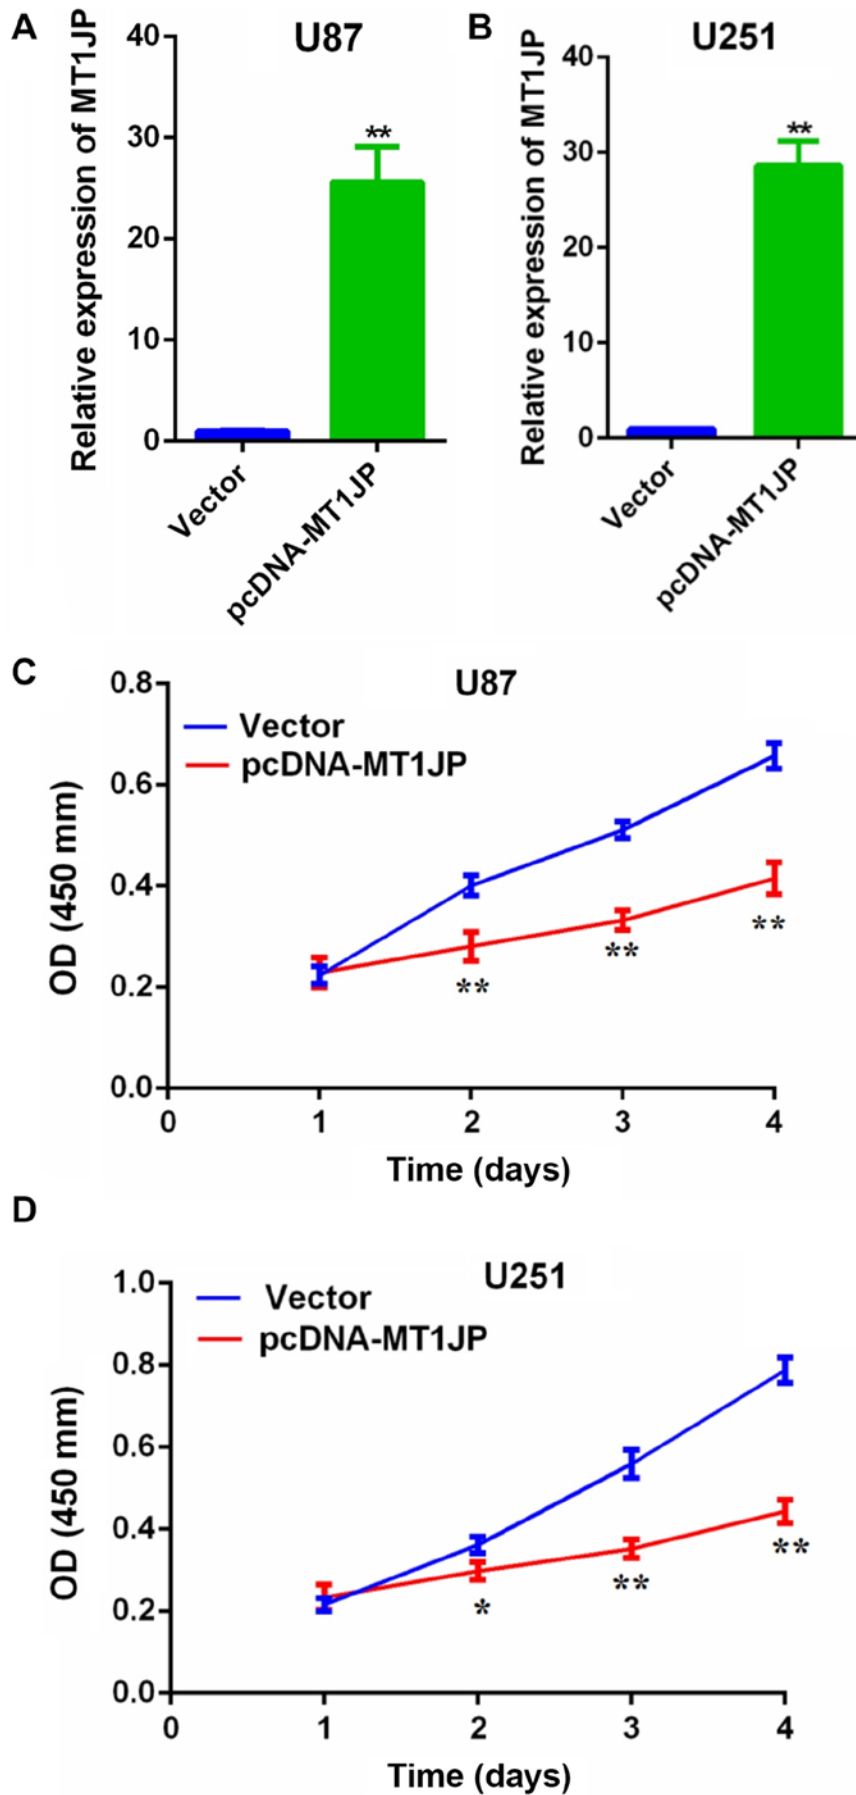 A
U87
Relative expression of MT1JP
40
30
20
10
0
**
Vector
pcDNA-MT1JP
B
U251
Relative expression of MT1JP
40
30
20
10
0
**
Vector
pcDNA-MT1JP
C
U87
OD (450 mm)
0.8
0.6
0.4
0.2
0.0
Vector
pcDNA-MT1JP
**
**
**
0 1 2 3 4
Time (days)
D
U251
OD (450 mm)
1.0
0.8
0.6
0.4
0.2
0.0
Vector
pcDNA-MT1JP
*
**
**
0 1 2 3 4
Time (days)